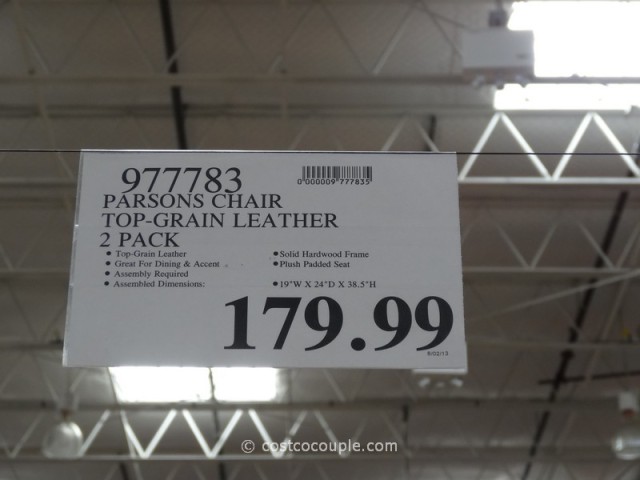 977783
0"000009"777835"
PARSONS CHAIR
TOP-GRAIN LEATHER
2 PACK
• Top-Grain Leather
• Great For Dining & Accent
• Assembly Required
• Assembled Dimensions:
• Solid Hardwood Frame
• Plush Padded Seat
• 19"W X 24"D X 38.5"H
179.99
© costcocouple.com